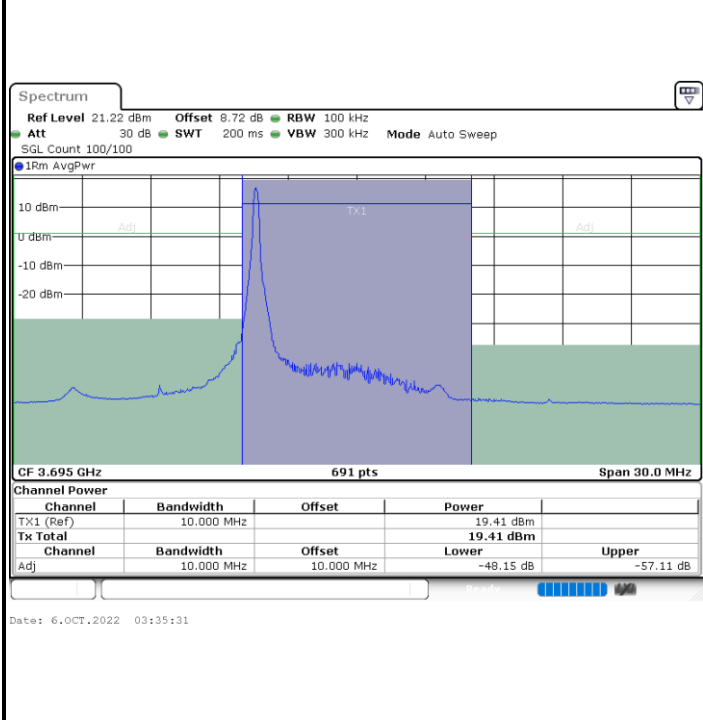 Spectrum
Ref Level 21.22 dBm Offset 8.72 dB RBW 100 kHz
Att 30 dB SWT 200 ms VBW 300 kHz Mode Auto Sweep
SGL Count 100/100
1Rm AvgPwr
10 dBm
TX1
Adj Adj
0 dBm
-10 dBm
-20 dBm
CF 3.695 GHz 691 pts Span 30.0 MHz
Channel Power
Channel Bandwidth Offset Power
TX1 (Ref) 10.000 MHz 19.41 dBm
Tx Total 19.41 dBm
Channel Bandwidth Offset Lower Upper
Adj 10.000 MHz 10.000 MHz -48.15 dB -57.11 dB
Ready
Date: 6.OCT.2022 03:35:31